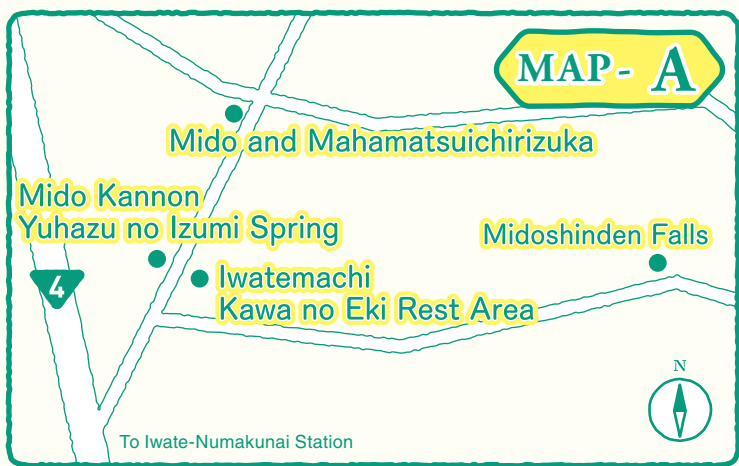 MAP- A
Mido and Mahamatsuichirizuka
Mido Kannon
Yuhazu no Izumi Spring
Midoshinden Falls
4
Iwatemachi
Kawa no Eki Rest Area
N
To Iwate-Numakunai Station